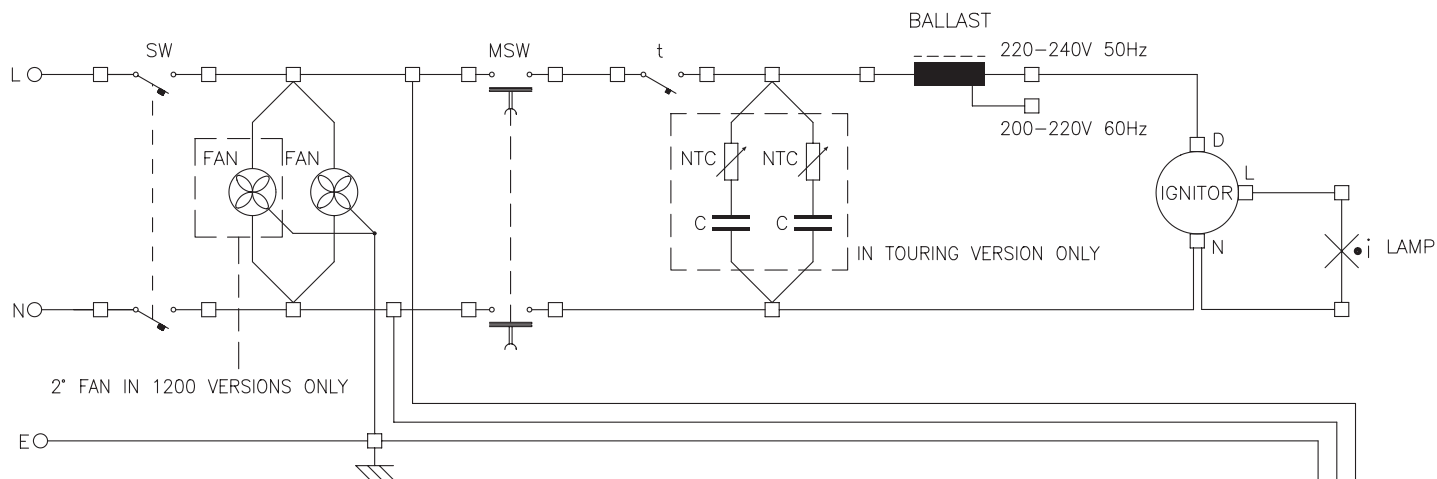 BALLAST
SW
MSW
t
220-240V 50Hz
L
200-220V 60Hz
D
FAN
FAN
NTC
NTC
L
IGNITOR
C
C
N
i LAMP
IN TOURING VERSION ONLY
N
2° FAN IN 1200 VERSIONS ONLY
E